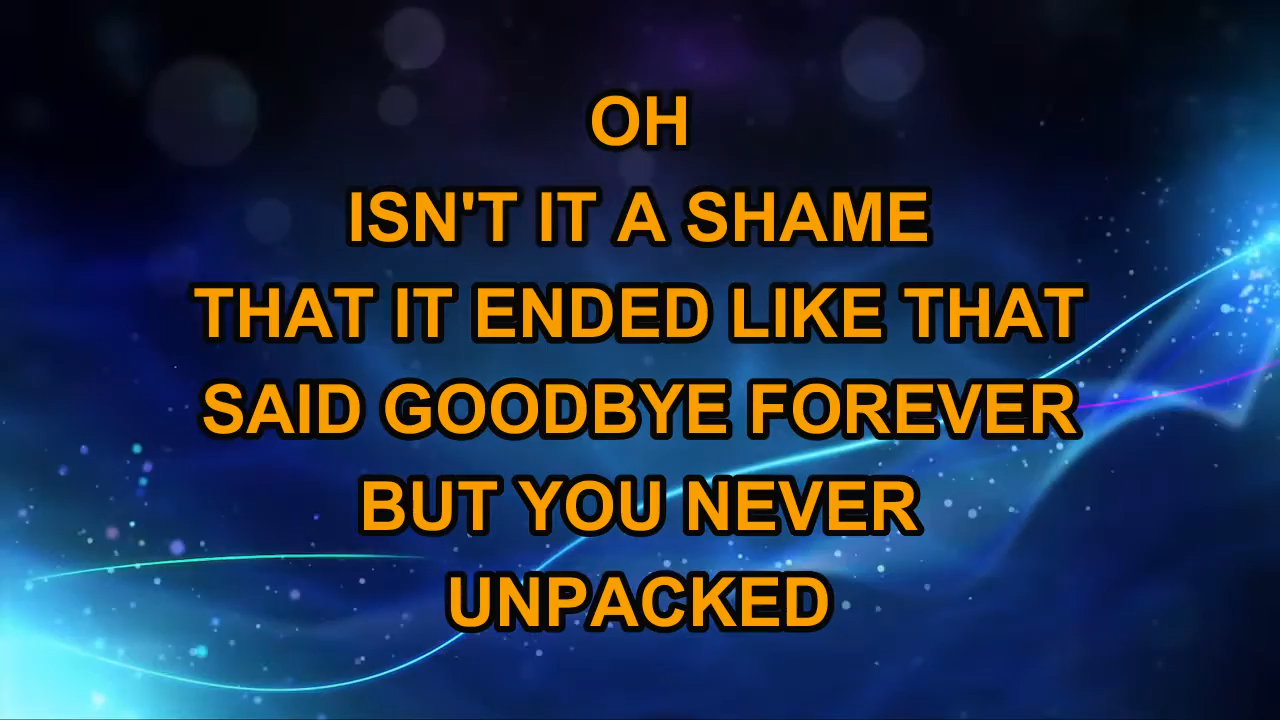 OH
ISN'T IT A SHAME
THAT IT ENDED LIKE THAT
SAID GOODBYE FOREVER
BUT YOU NEVER
UNPACKED